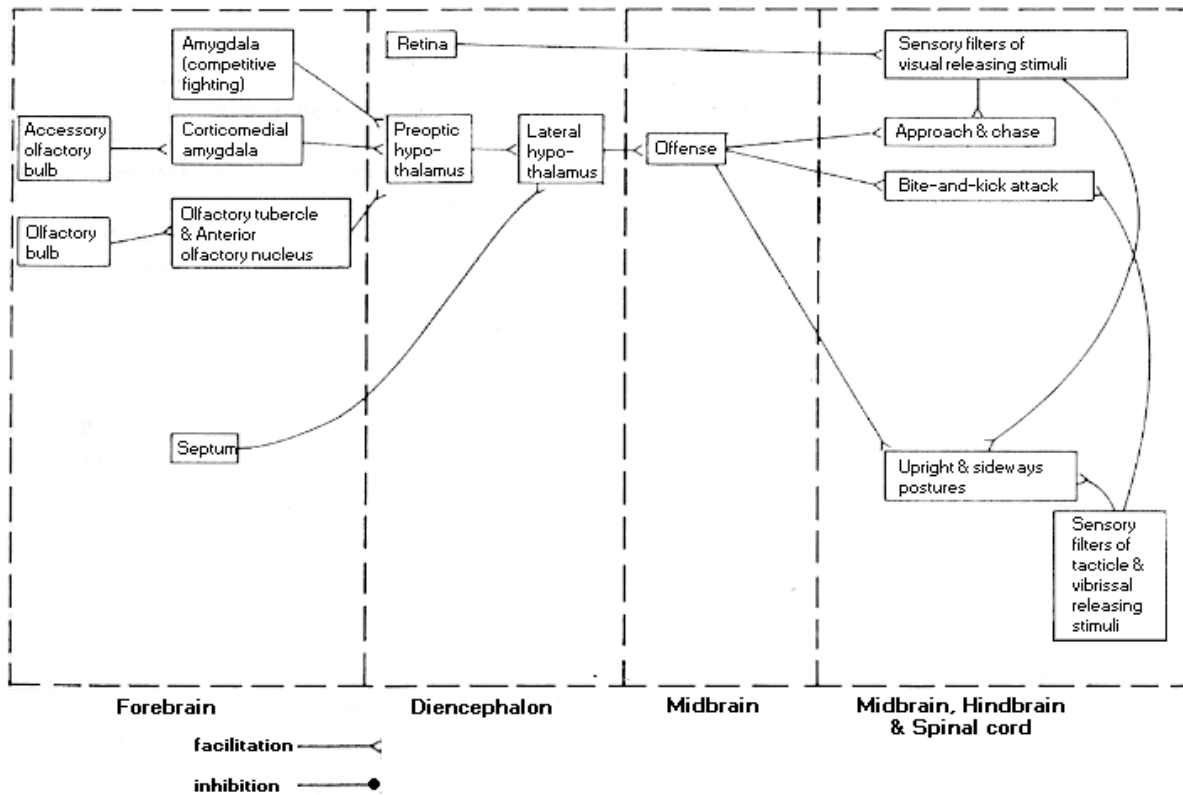 Amygdala
(competitive
fighting)
Retina
Sensory filters of
visual releasing stimuli
Accessory
olfactory
bulb
Corticomedial
amygdala
Preoptic
hypo-
thalamus
Lateral
hypo-
thalamus
Offense
Approach & chase
Bite-and-kick attack
Olfactory
bulb
Olfactory tubercle
& Anterior
olfactory nucleus
Septum
Upright & sideways
postures
Sensory
filters of
tacticle &
vibrissal
releasing
stimuli
Forebrain
Diencephalon
Midbrain
Midbrain, Hindbrain
& Spinal cord
facilitation
inhibition